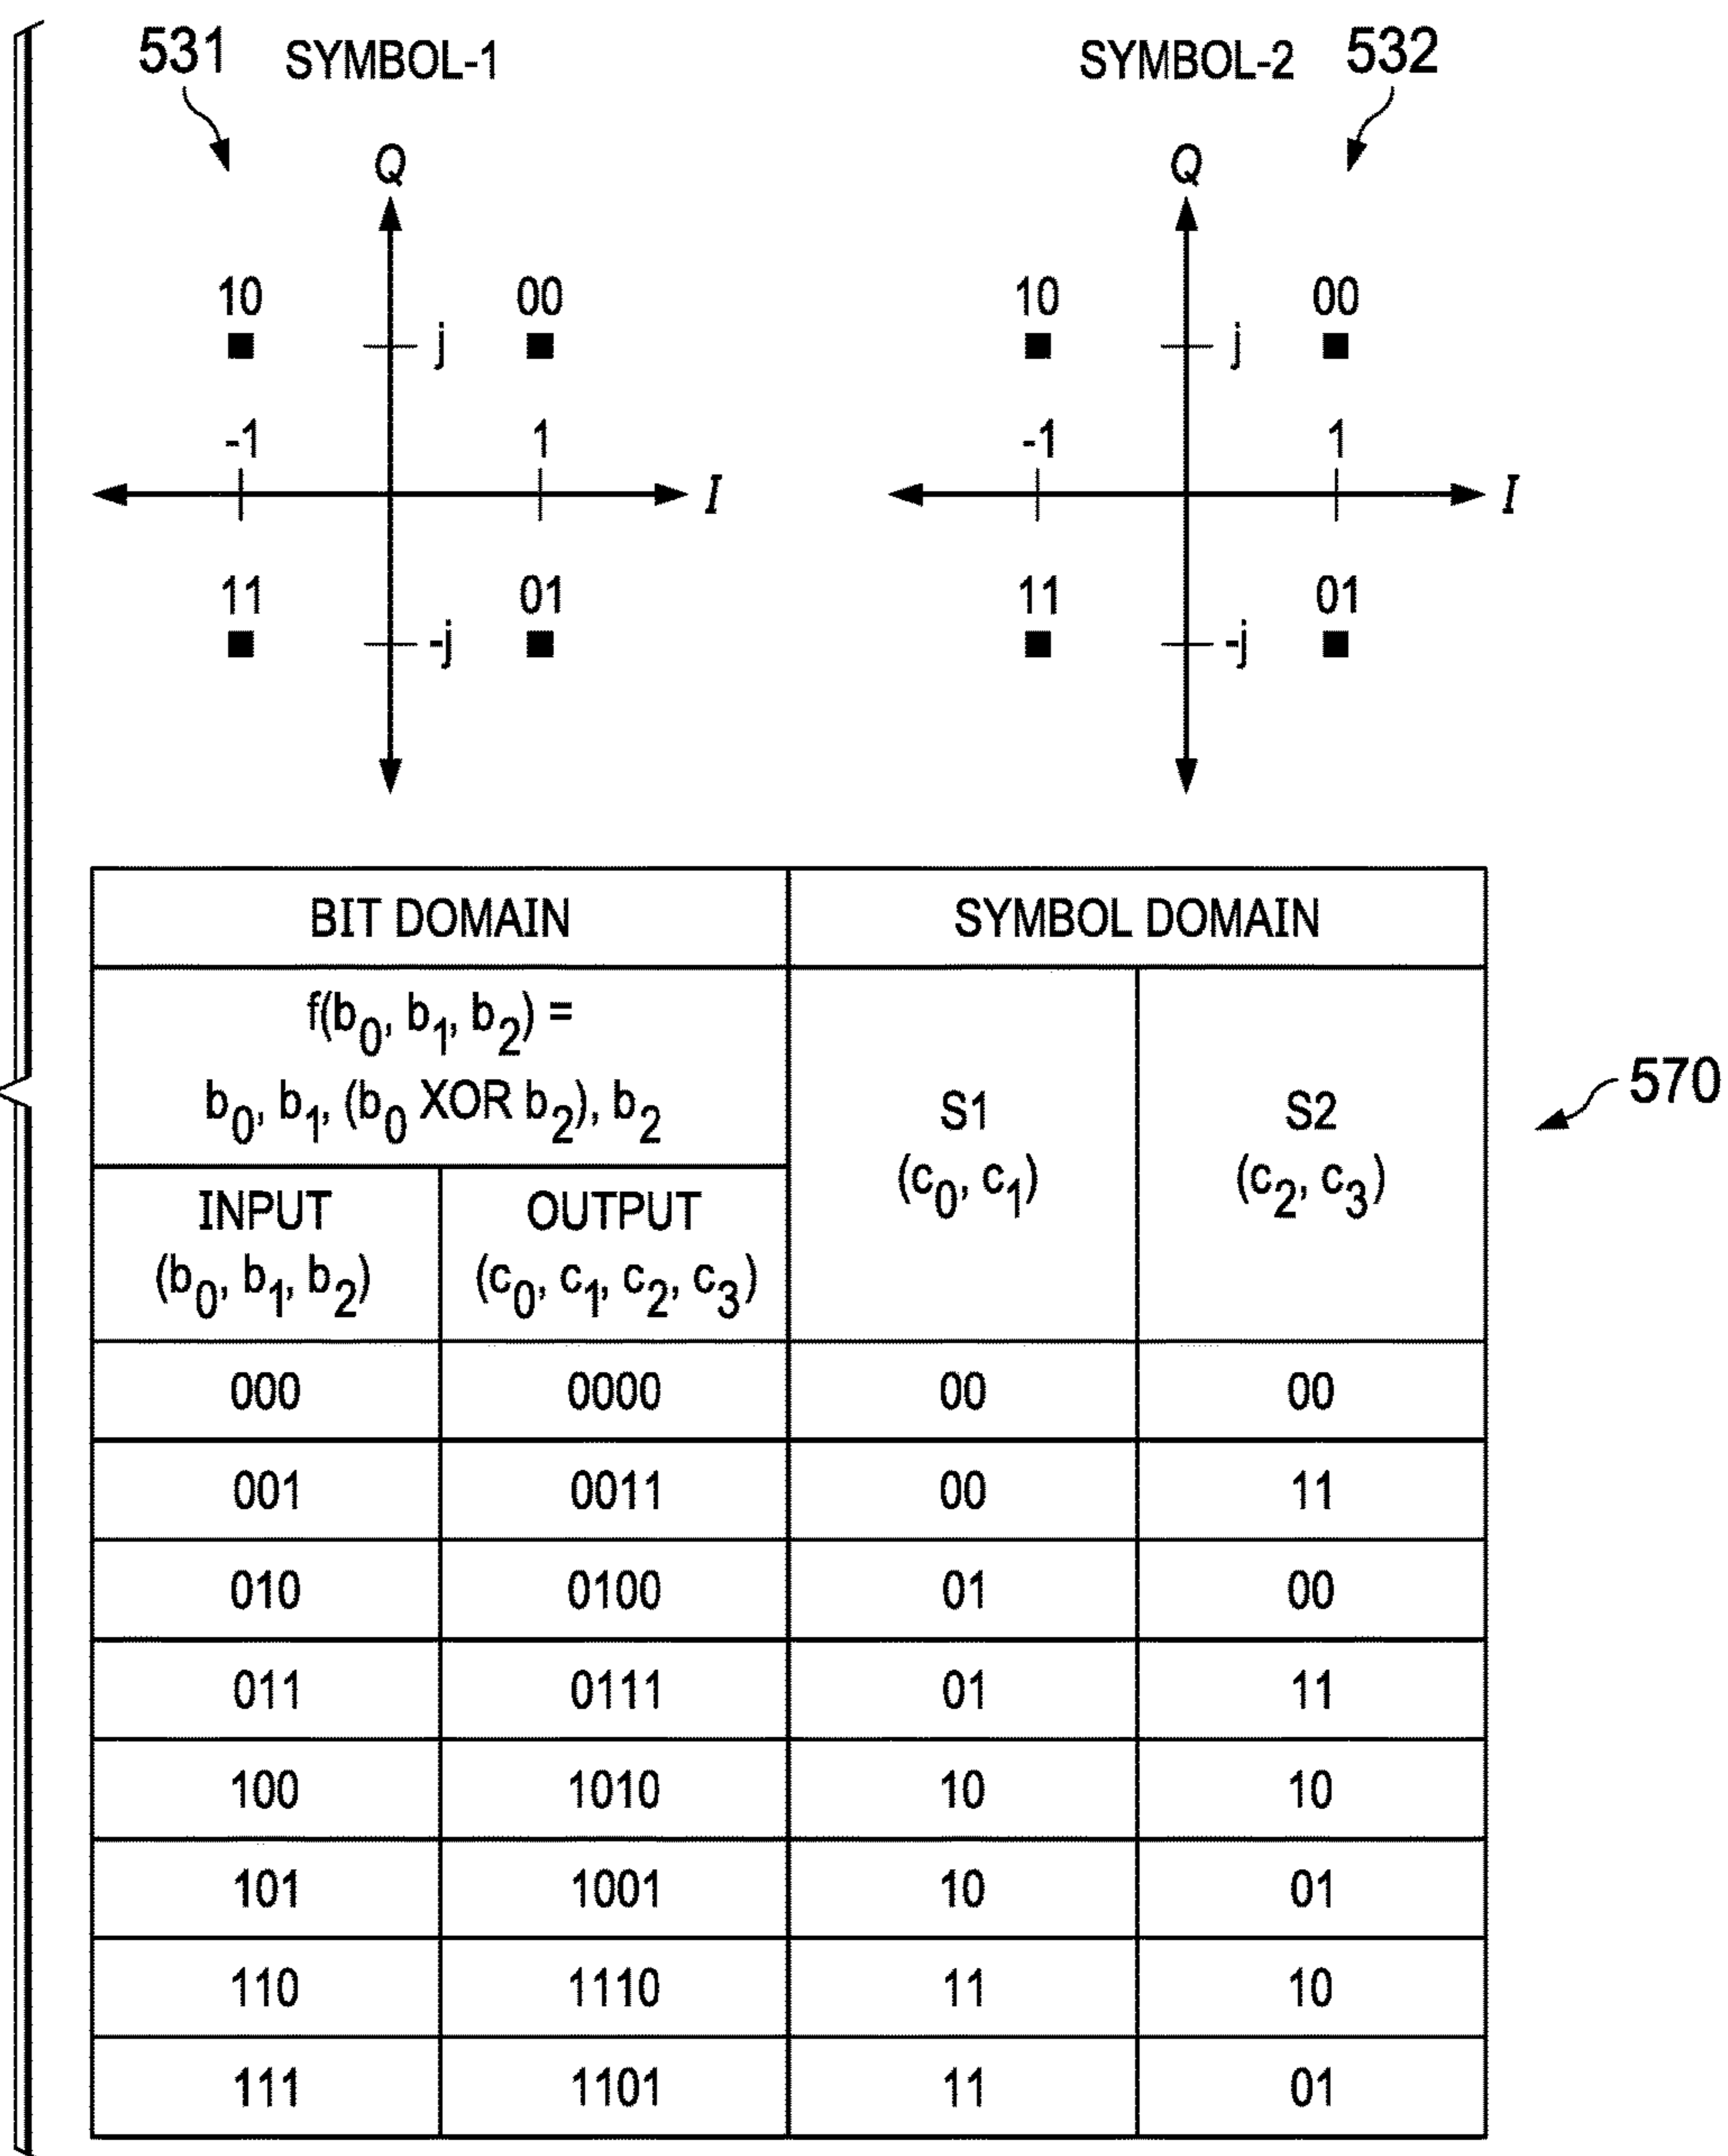 531 SYMBOL-1
SYMBOL-2 532
Q
Q
10 00
10 00
j
j
-1 1
-1 1
I
I
11 01
11 01
-j
-j
BIT DOMAIN SYMBOL DOMAIN
f(b0, b1, b2) =
b0, b1, (b0 XOR b2), b2
S1
(c0, c1)
S2
(c2, c3)
570
INPUT
(b0, b1, b2)
OUTPUT
(c0, c1, c2, c3)
000 0000 00 00
001 0011 00 11
010 0100 01 00
011 0111 01 11
100 1010 10 10
101 1001 10 01
110 1110 11 10
111 1101 11 01